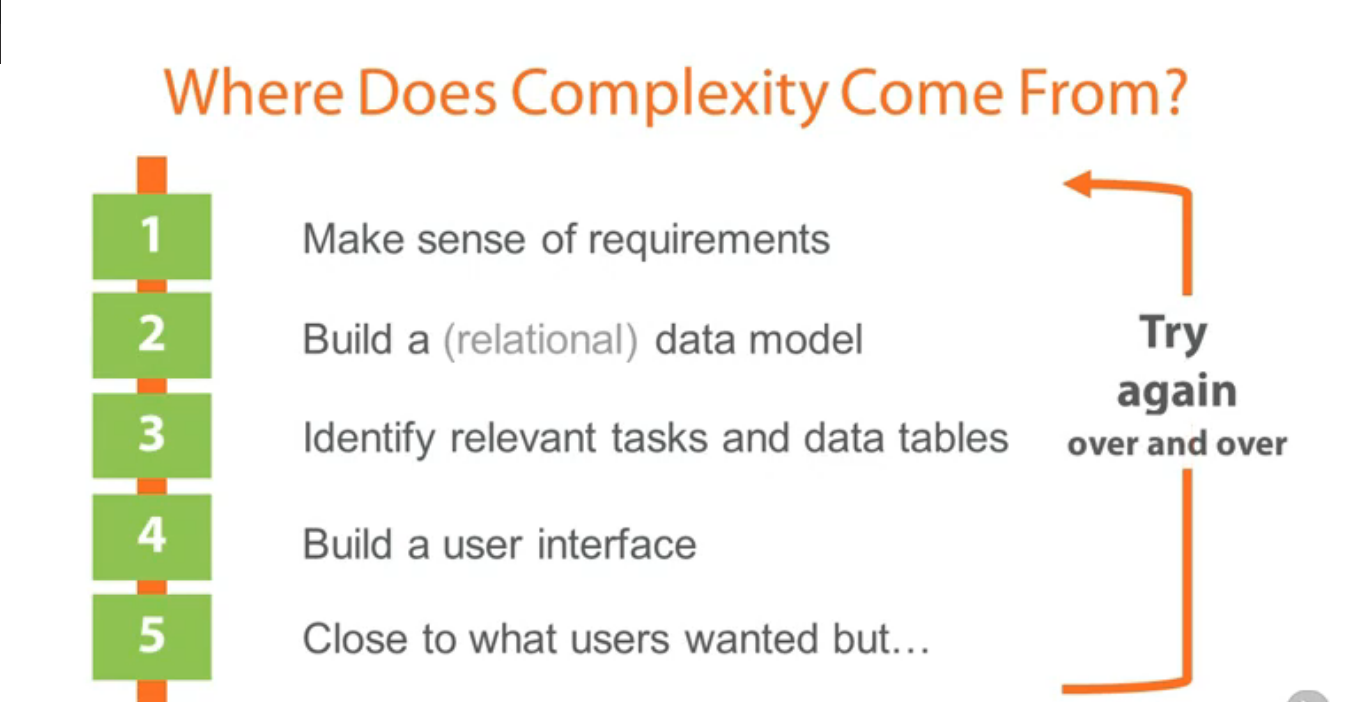 Where Does Complexity Come From?
1 Make sense of requirements
2 Build a (relational) data model
3 Identify relevant tasks and data tables
4 Build a user interface
5 Close to what users wanted but...
Try
again
over and over